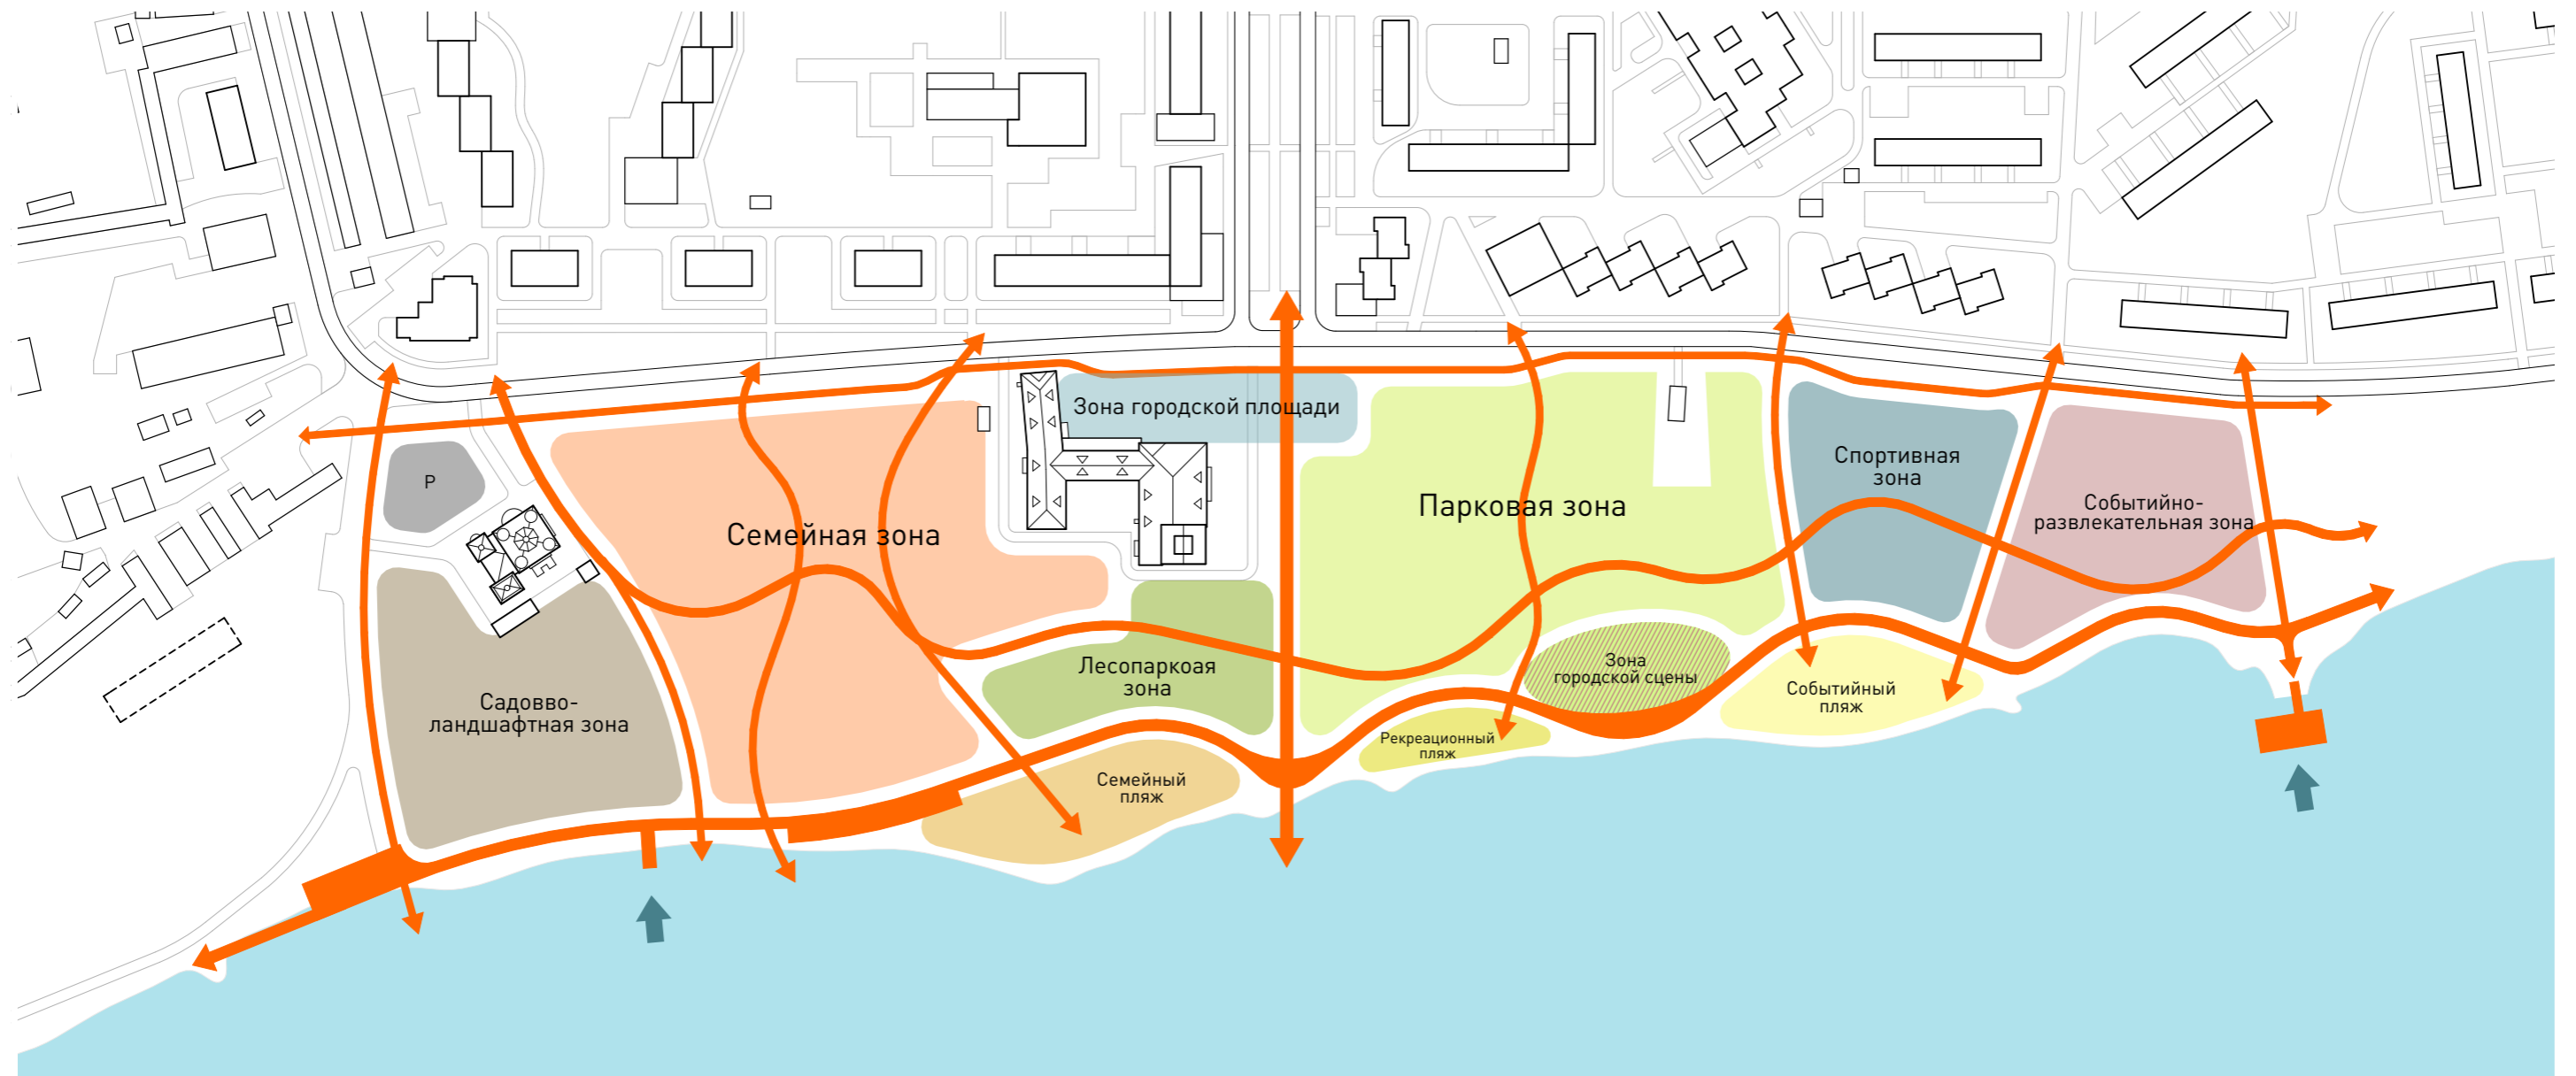 Зона городской площади
Р
Семейная зона
Парковая зона
Спортивная
зона
Событийно-
развлекательная зона
Садовво-
ландшафтная зона
Лесопаркоая
зона
Зона
городской сцены
Событийный
пляж
Рекреационный
пляж
Семейный
пляж